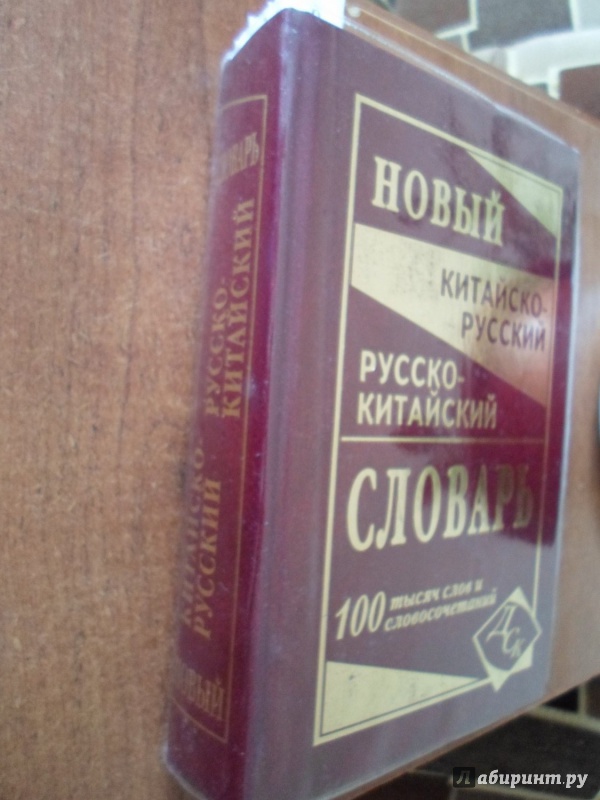 НОВЫЙ
КИТАЙСКО-
РУССКИЙ
РУССКО-
КИТАЙСКИЙ
СЛОВАРЬ
100 тысяч слов и
словосочетаний
ДСК
НОВЫЙ
КИТАЙСКО-
РУССКИЙ
РУССКО-
КИТАЙСКИЙ
СЛОВАРЬ
Лабиринт.ру